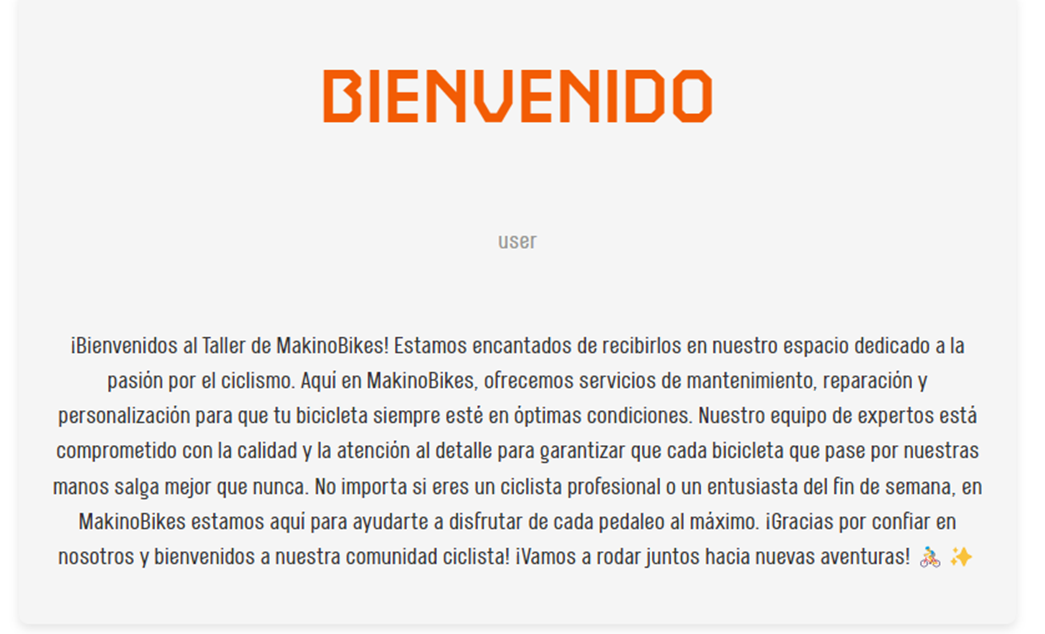 BIENVENIDO
user
¡Bienvenidos al Taller de MakinoBikes! Estamos encantados de recibirlos en nuestro espacio dedicado a la
pasión por el ciclismo. Aquí en MakinoBikes, ofrecemos servicios de mantenimiento, reparación y
personalización para que tu bicicleta siempre esté en óptimas condiciones. Nuestro equipo de expertos está
comprometido con la calidad y la atención al detalle para garantizar que cada bicicleta que pase por nuestras
manos salga mejor que nunca. No importa si eres un ciclista profesional o un entusiasta del fin de semana, en
MakinoBikes estamos aquí para ayudarte a disfrutar de cada pedaleo al máximo. ¡Gracias por confiar en
nosotros y bienvenidos a nuestra comunidad ciclista! ¡Vamos a rodar juntos hacia nuevas aventuras! 🚴 ✨